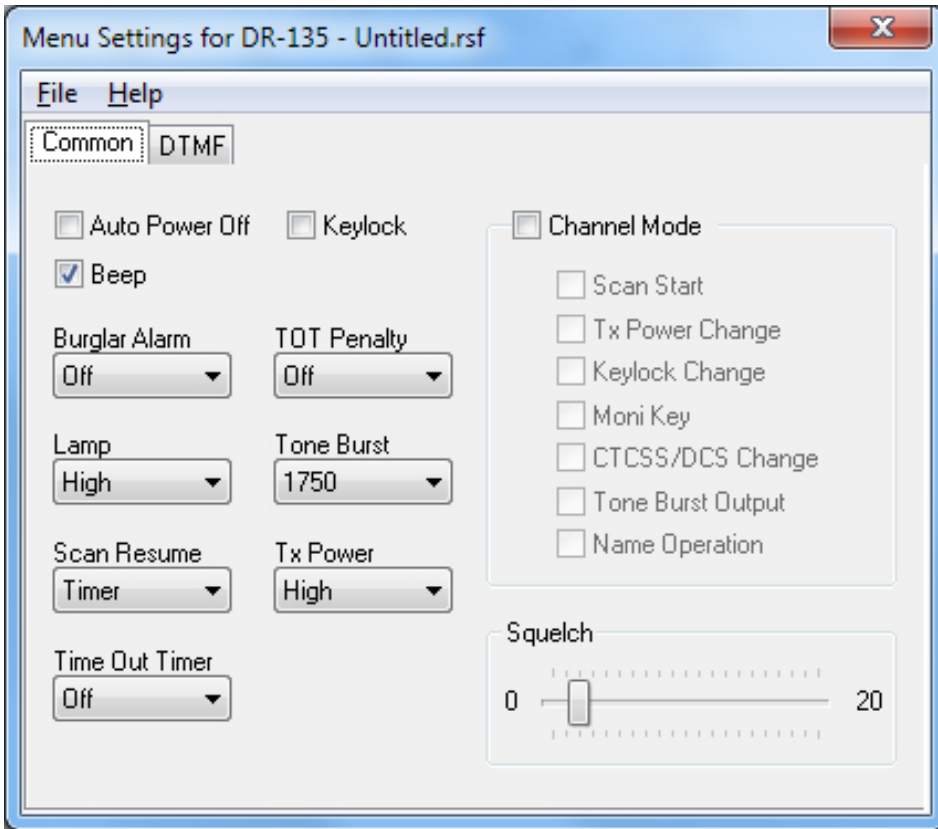 Menu Settings for DR-135 - Untitled.rsf
File Help
Common DTMF
Auto Power Off Keylock
Beep
Burglar Alarm TOT Penalty
Off Off
Lamp Tone Burst
High 1750
Scan Resume Tx Power
Timer High
Time Out Timer
Off
Channel Mode
Scan Start
Tx Power Change
Keylock Change
Moni Key
CTCSS/DCS Change
Tone Burst Output
Name Operation
Squelch
0 20